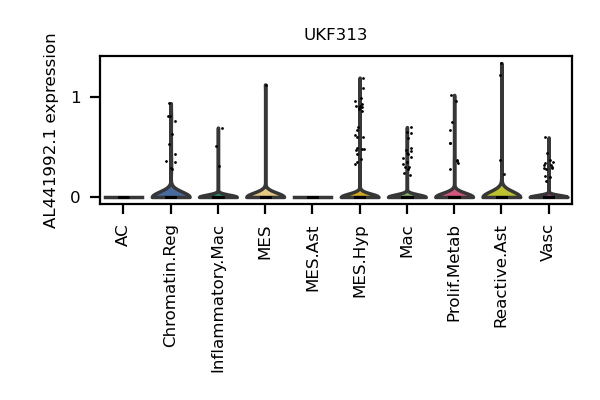 UKF313
AL441992.1 expression
1
0
AC
Chromatin.Reg
Inflammatory.Mac
MES
MES.Ast
MES.Hyp
Mac
Prolif.Metab
Reactive.Ast
Vasc